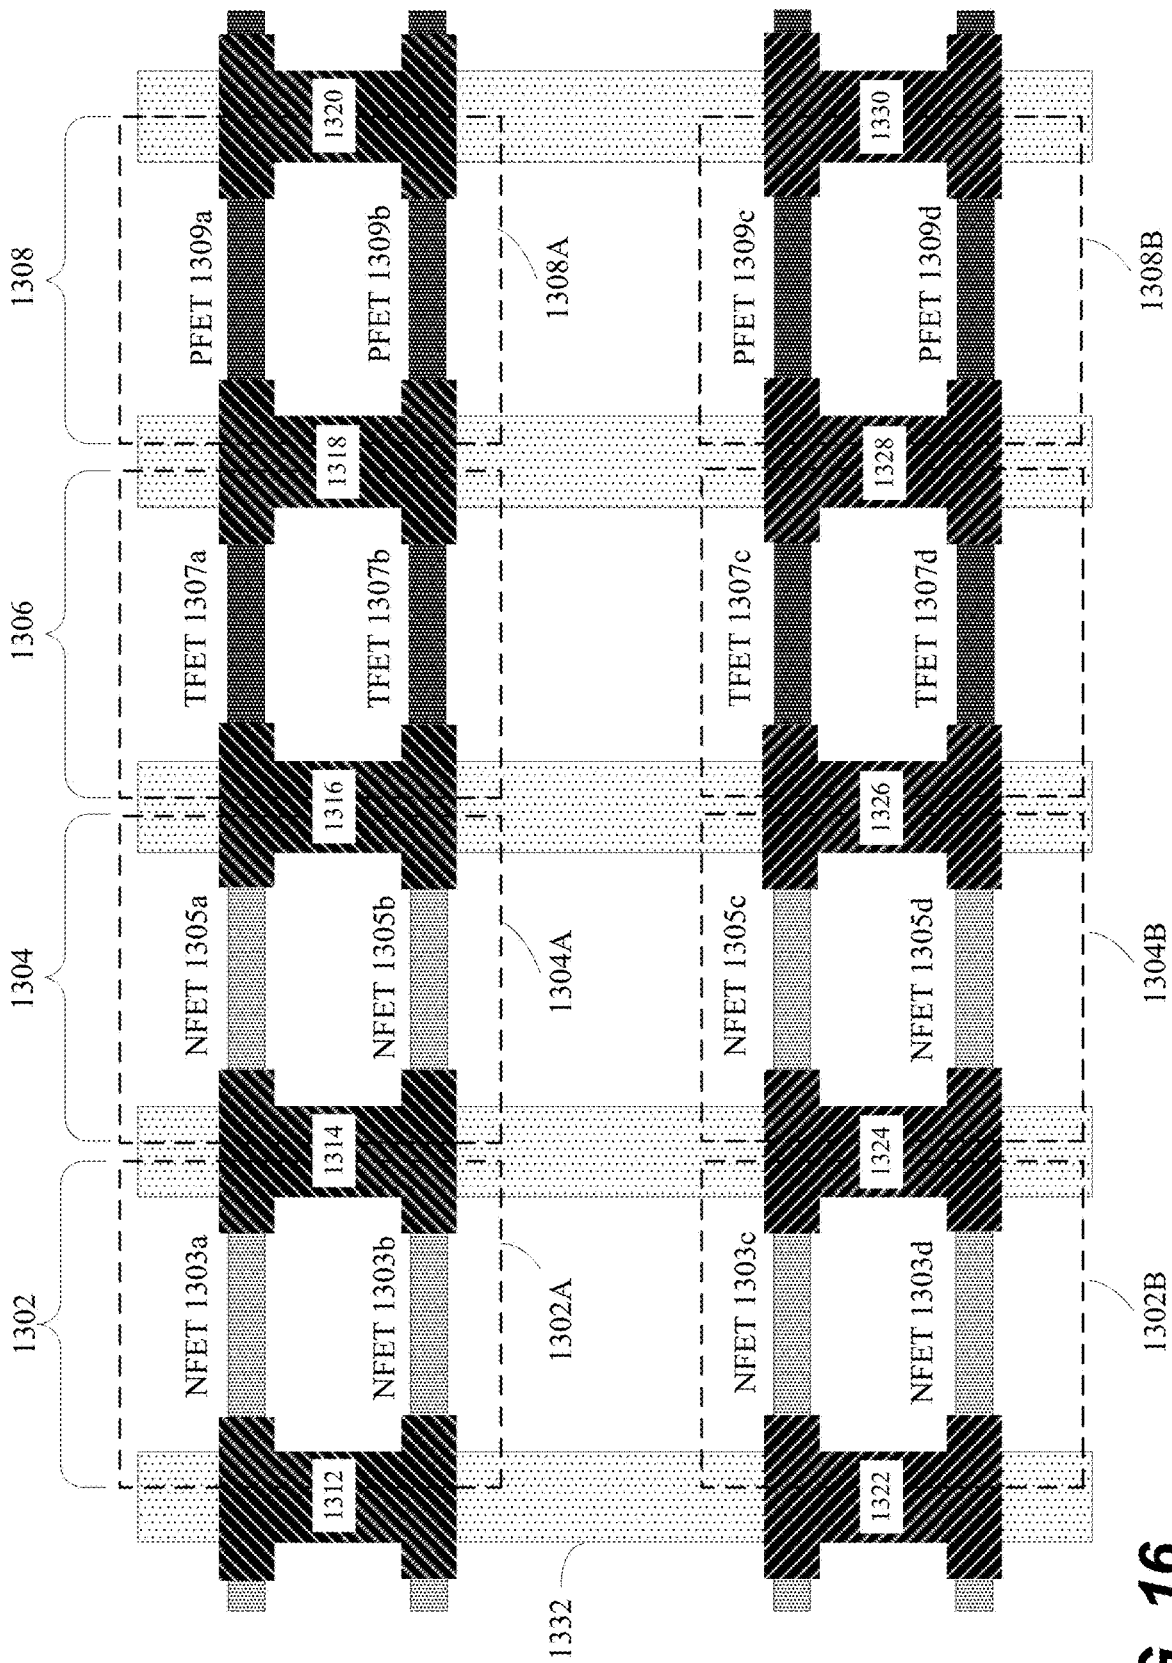 1302 1304 1306 1308
NFET 1303a NFET 1305a TFET 1307a PFET 1309a
1312 1314 1316 1318 1320
NFET 1303b NFET 1305b TFET 1307b PFET 1309b
1332 1302A 1304A 1308A
NFET 1303c NFET 1305c TFET 1307c PFET 1309c
1322 1324 1326 1328 1330
NFET 1303d NFET 1305d TFET 1307d PFET 1309d
1302B 1304B 1308B
16